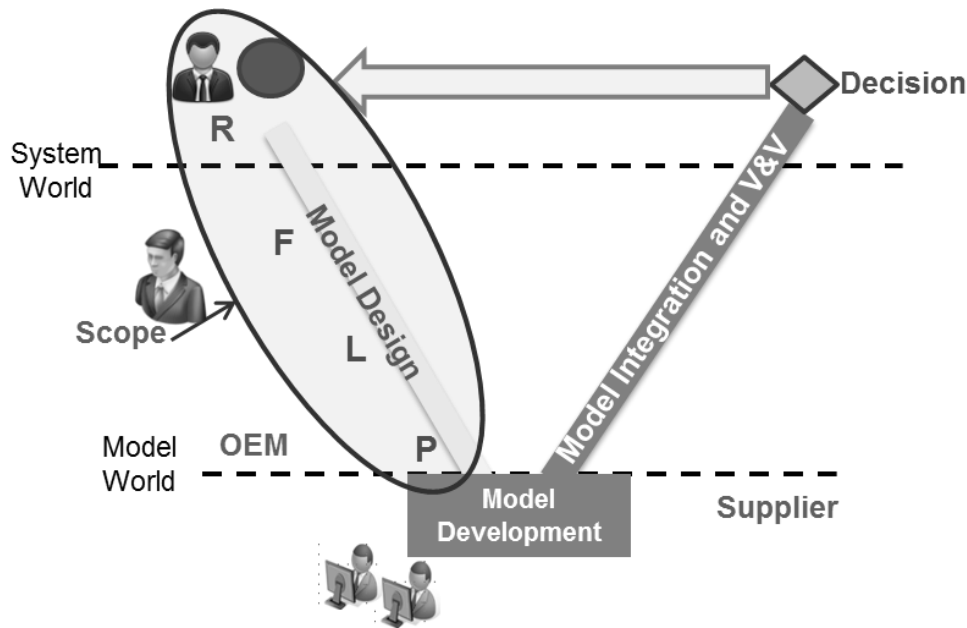 Decision
R
System
World
F
Model Design
Scope
L
Model Integration and V&V
Model
World
OEM
P
Model
Development
Supplier